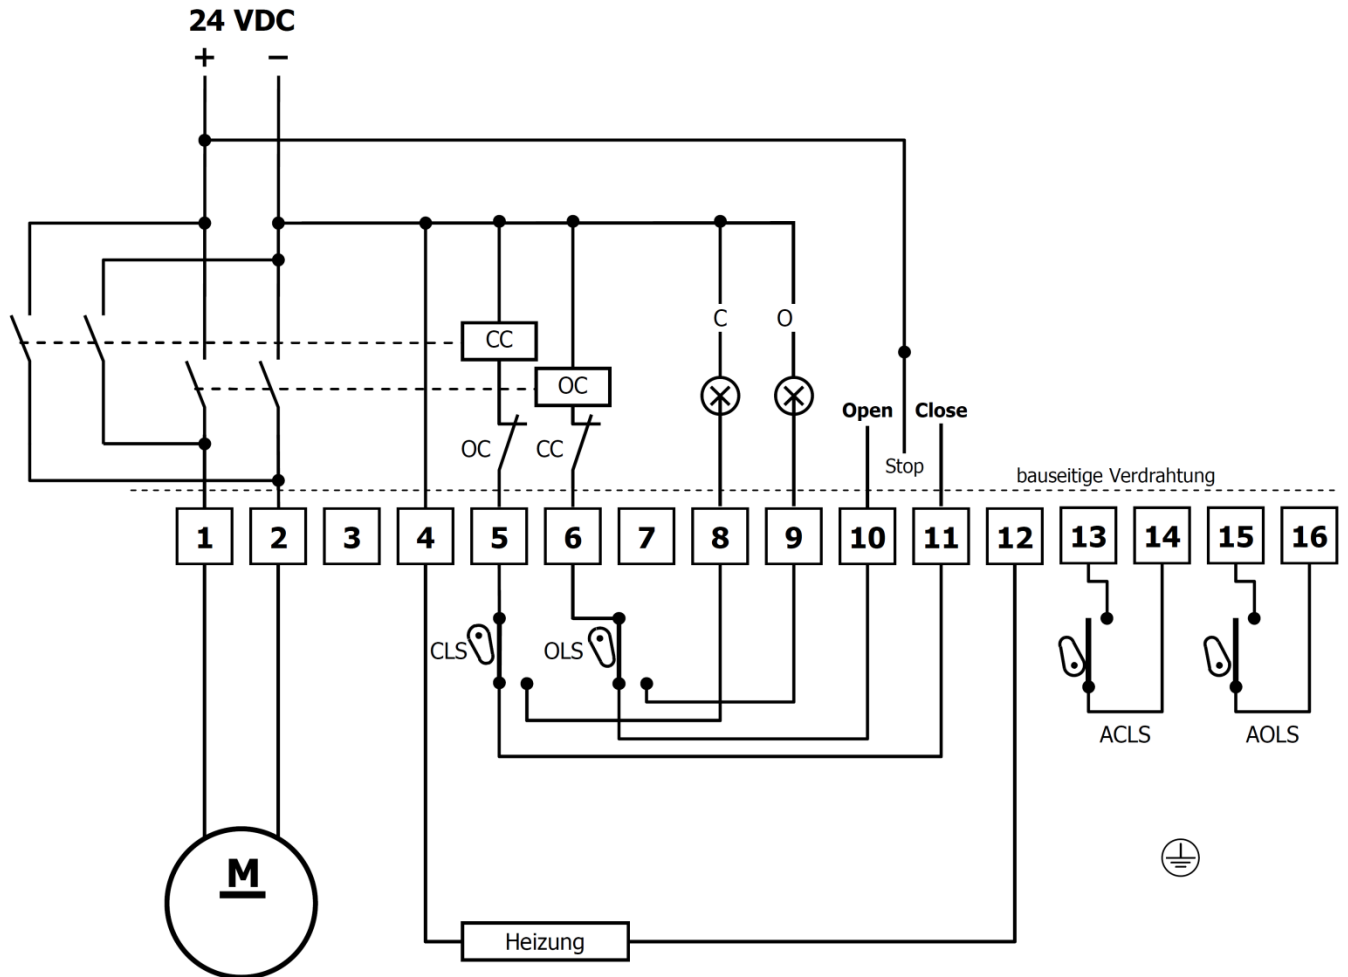 24 VDC
+ −
C O
CC
OC
Open Close
OC CC
Stop
bauseitige Verdrahtung
1 2 3 4 5 6 7 8 9 10 11 12 13 14 15 16
CLS OLS
ACLS AOLS
M
Heizung